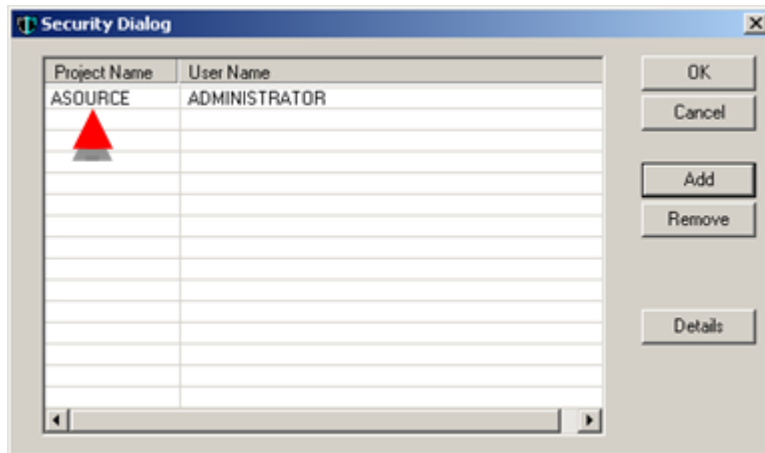 Security Dialog
Project Name User Name
ASOURCE ADMINISTRATOR
OK
Cancel
Add
Remove
Details